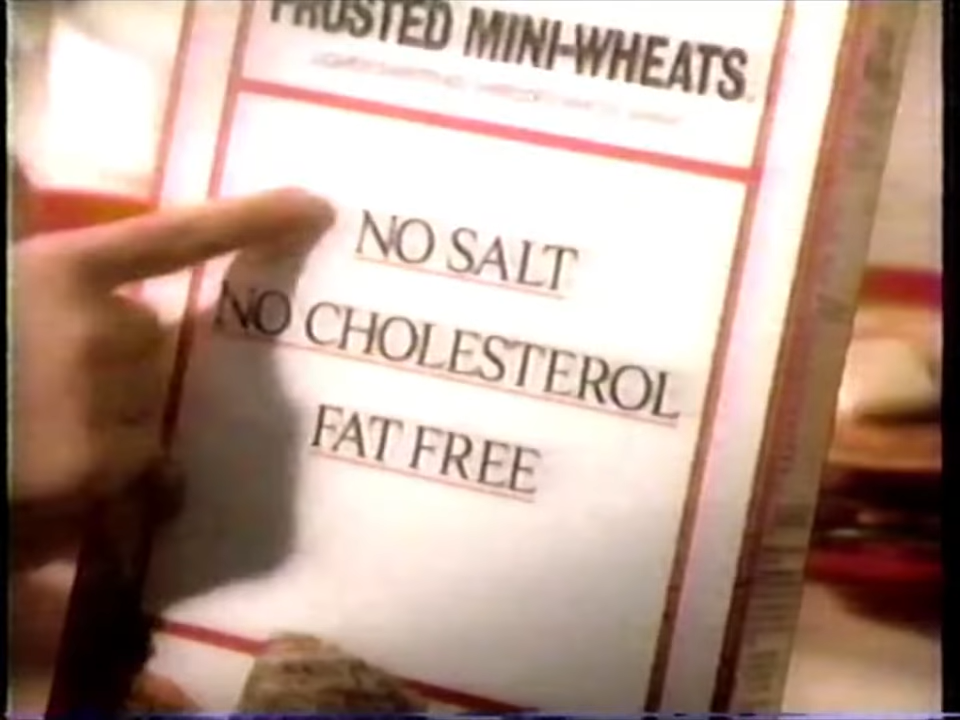 FROSTED MINI-WHEATS
NO SALT
NO CHOLESTEROL
FAT FREE